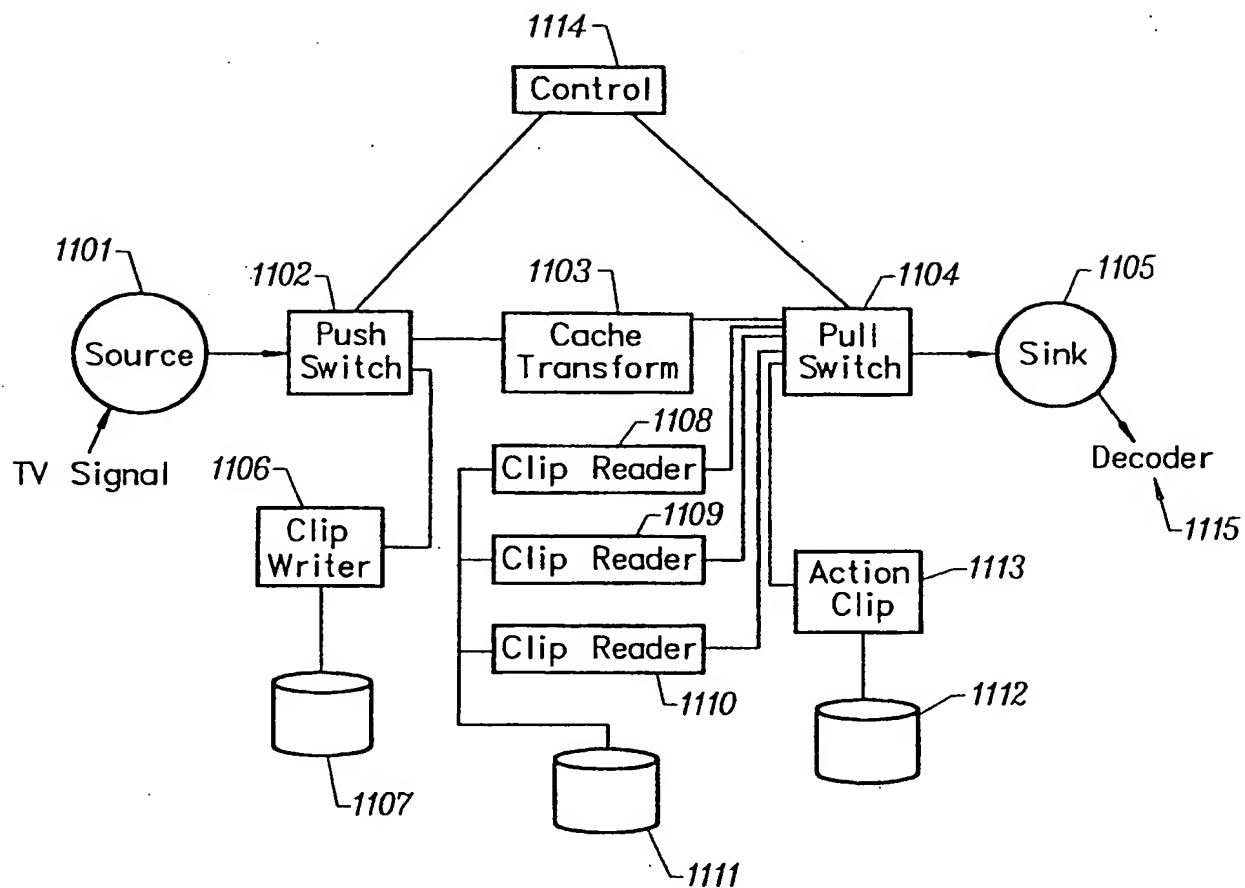 1114
Control
1101
1102
1103
1104
1105
Source
Push
Switch
Cache
Transform
Pull
Switch
Sink
TV Signal
1106
Clip
Writer
1108
Clip Reader
1109
Clip Reader
Clip Reader
1110
Decoder
1115
Action
Clip
1113
1107
1111
1112